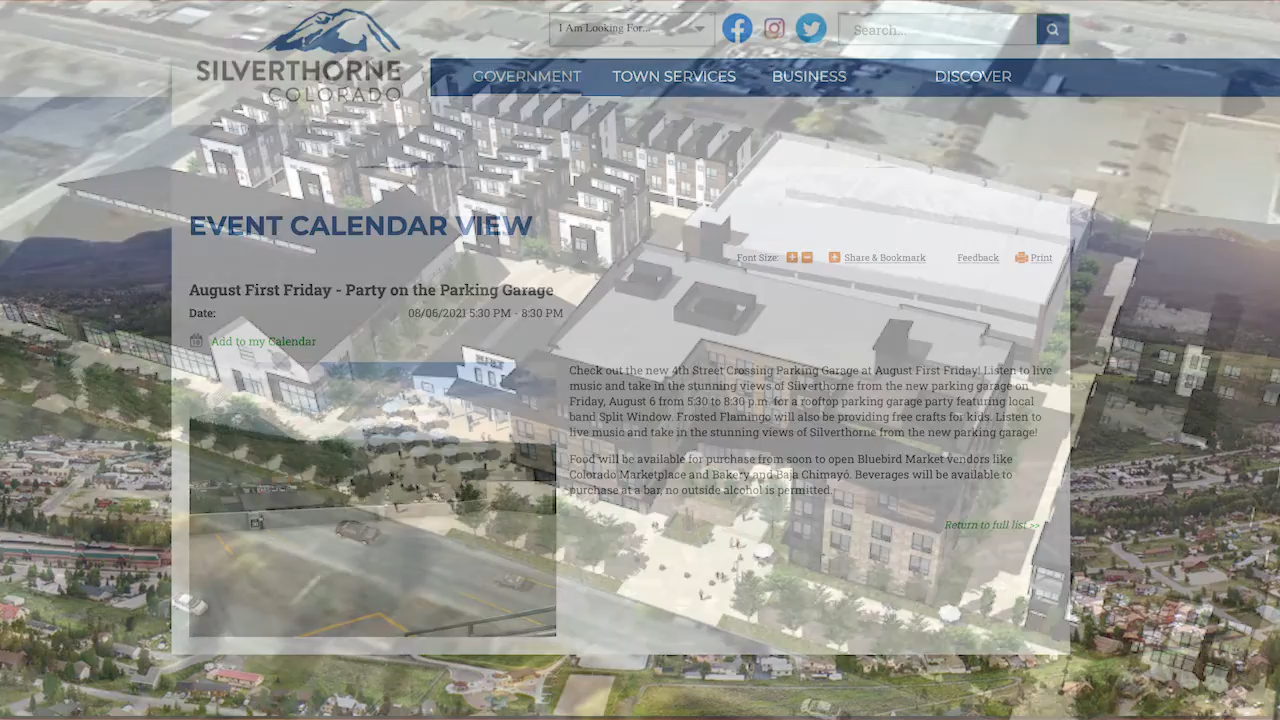 I Am Looking For...
Search...
SILVERTHORNE
COLORADO
GOVERNMENT TOWN SERVICES BUSINESS DISCOVER
EVENT CALENDAR VIEW
Font Size: Share & Bookmark Feedback Print
August First Friday - Party on the Parking Garage
Date: 08/06/2021 5:30 PM - 8:30 PM
Add to my Calendar
Check out the new 4th Street Crossing Parking Garage at August First Friday! Listen to live
music and take in the stunning views of Silverthorne from the new parking garage on
Friday, August 6 from 5:30 to 8:30 p.m. for a rooftop parking garage party featuring local
band Split Window. Frosted Flamingo will also be providing free crafts for kids. Listen to
live music and take in the stunning views of Silverthorne from the new parking garage!
Food will be available for purchase from soon to open Bluebird Market vendors like
Colorado Marketplace and Bakery and Baja Chimayó. Beverages will be available to
purchase at a bar, no outside alcohol is permitted.
Return to full list >>